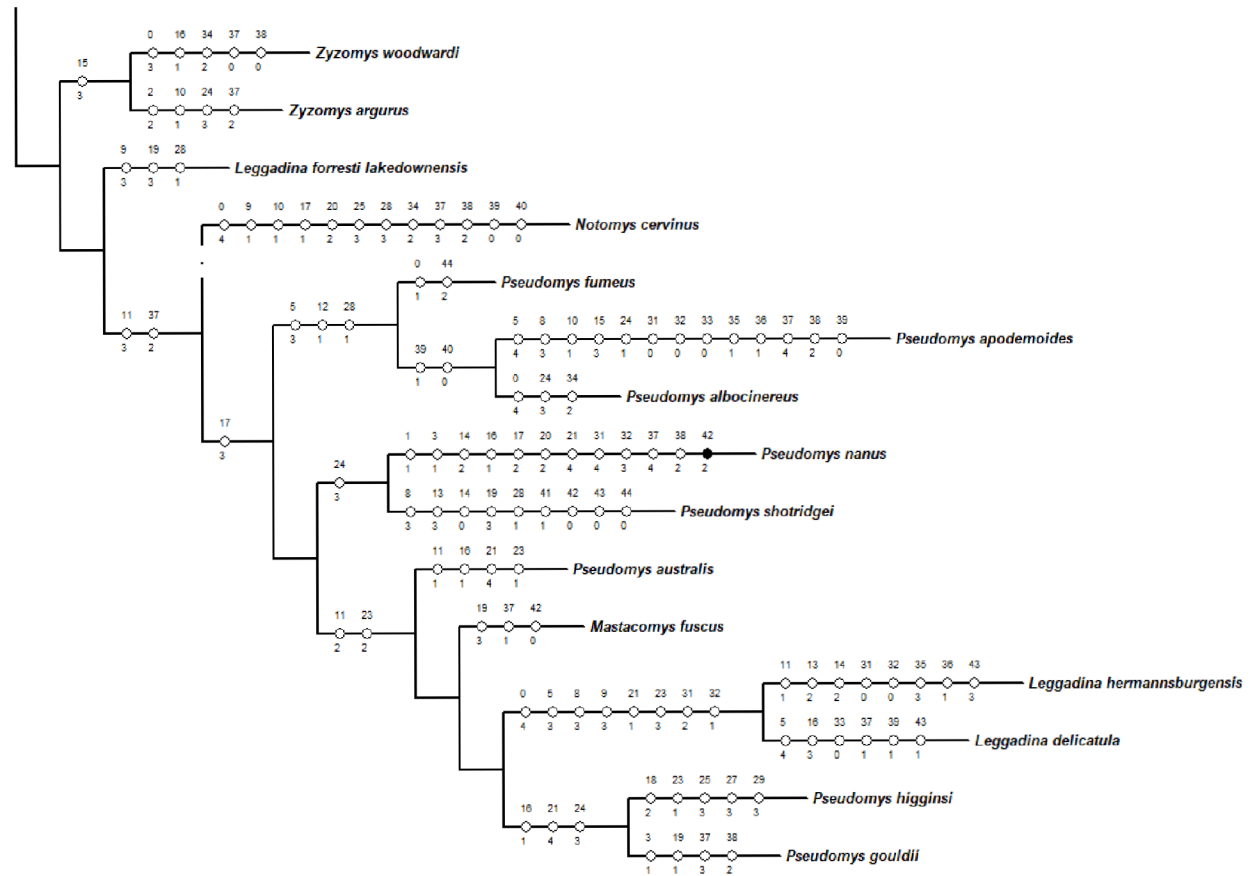 0 16 34 37 38
Zyzomys woodwardi
3 1 2 0 0
15
3
2 10 24 37
Zyzomys argurus
2 1 3 2
9 19 28
Leggadina forresti lakedownensis
3 3 1
0 9 10 17 20 25 28 34 37 38 39 40
Notomys cervinus
4 1 1 1 2 3 3 2 3 2 0 0
0 44
Pseudomys fumeus
1 2
5 12 28
3 1 1
11 37
3 2
5 8 10 15 24 31 32 33 35 36 37 38 39
Pseudomys apodemoides
4 3 1 3 1 0 0 0 1 1 4 2 0
39 40
1 0
0 24 34
Pseudomys albocinereus
4 3 2
17
3
1 3 14 16 17 20 21 31 32 37 38 42
Pseudomys nanus
1 1 2 1 2 2 4 4 3 4 2 2
24
3
8 13 14 19 28 41 42 43 44
Pseudomys shotridgei
3 3 0 3 1 1 0 0 0
11 16 21 23
Pseudomys australis
1 1 4 1
11 23
2 2
19 37 42
Mastacomys fuscus
3 1 0
11 13 14 31 32 35 36 43
Leggadina hermannsburgensis
1 2 2 0 0 3 1 3
0 5 8 9 21 23 31 32
4 3 3 3 1 3 2 1
5 16 33 37 39 43
Leggadina delicatula
4 3 0 1 1 1
18 23 25 27 29
Pseudomys higginsi
2 1 3 3 3
16 21 24
1 4 3
3 19 37 38
Pseudomys gouldii
1 1 3 2